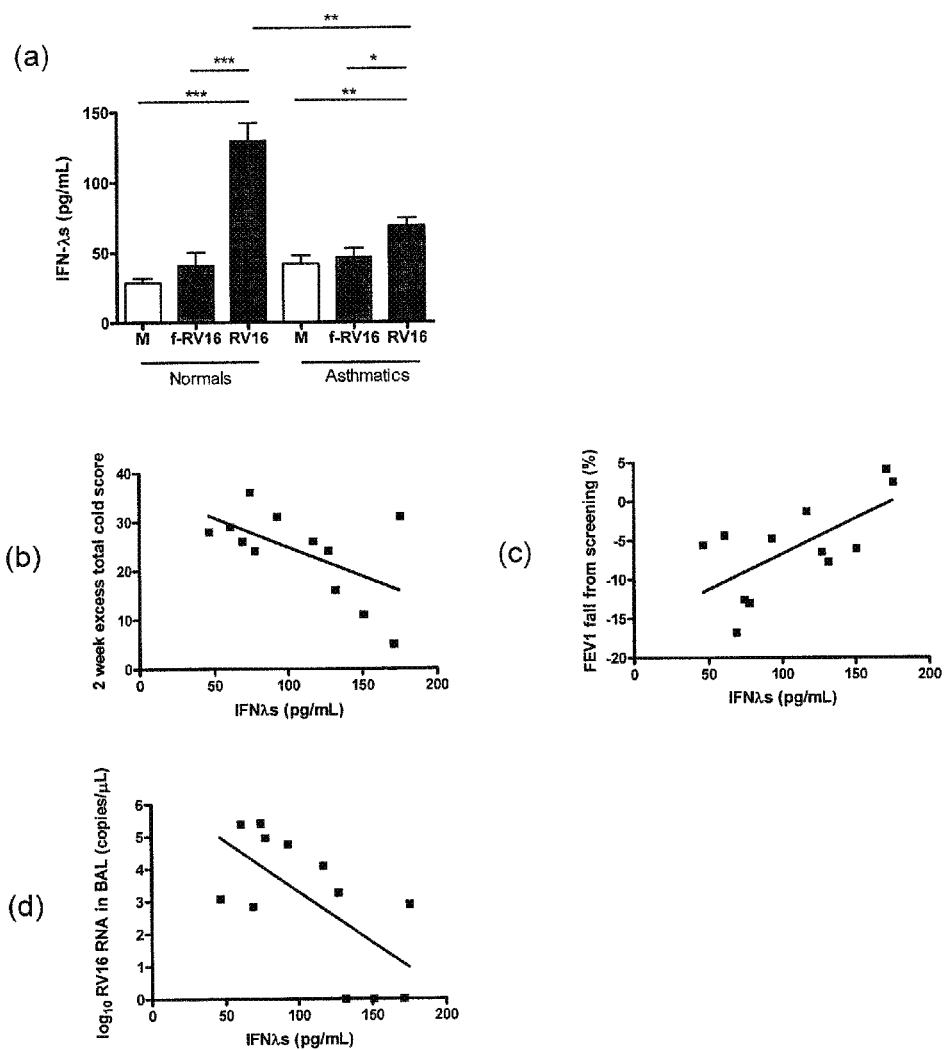 (a)
**
***
*
***
**
150
100
50
0
IFN-λs (pg/mL)
M f-RV16 RV16 M f-RV16 RV16
Normals Asthmatics
(b)
2 week excess total cold score
40
30
20
10
0
0 50 100 150 200
IFNλs (pg/mL)
(c)
FEV1 fall from screening (%)
5
0
-5
-10
-15
-20
0 50 100 150 200
IFNλs (pg/mL)
(d)
log₁₀ RV16 RNA in BAL (copies/μL)
6
5
4
3
2
1
0
0 50 100 150 200
IFNλs (pg/mL)